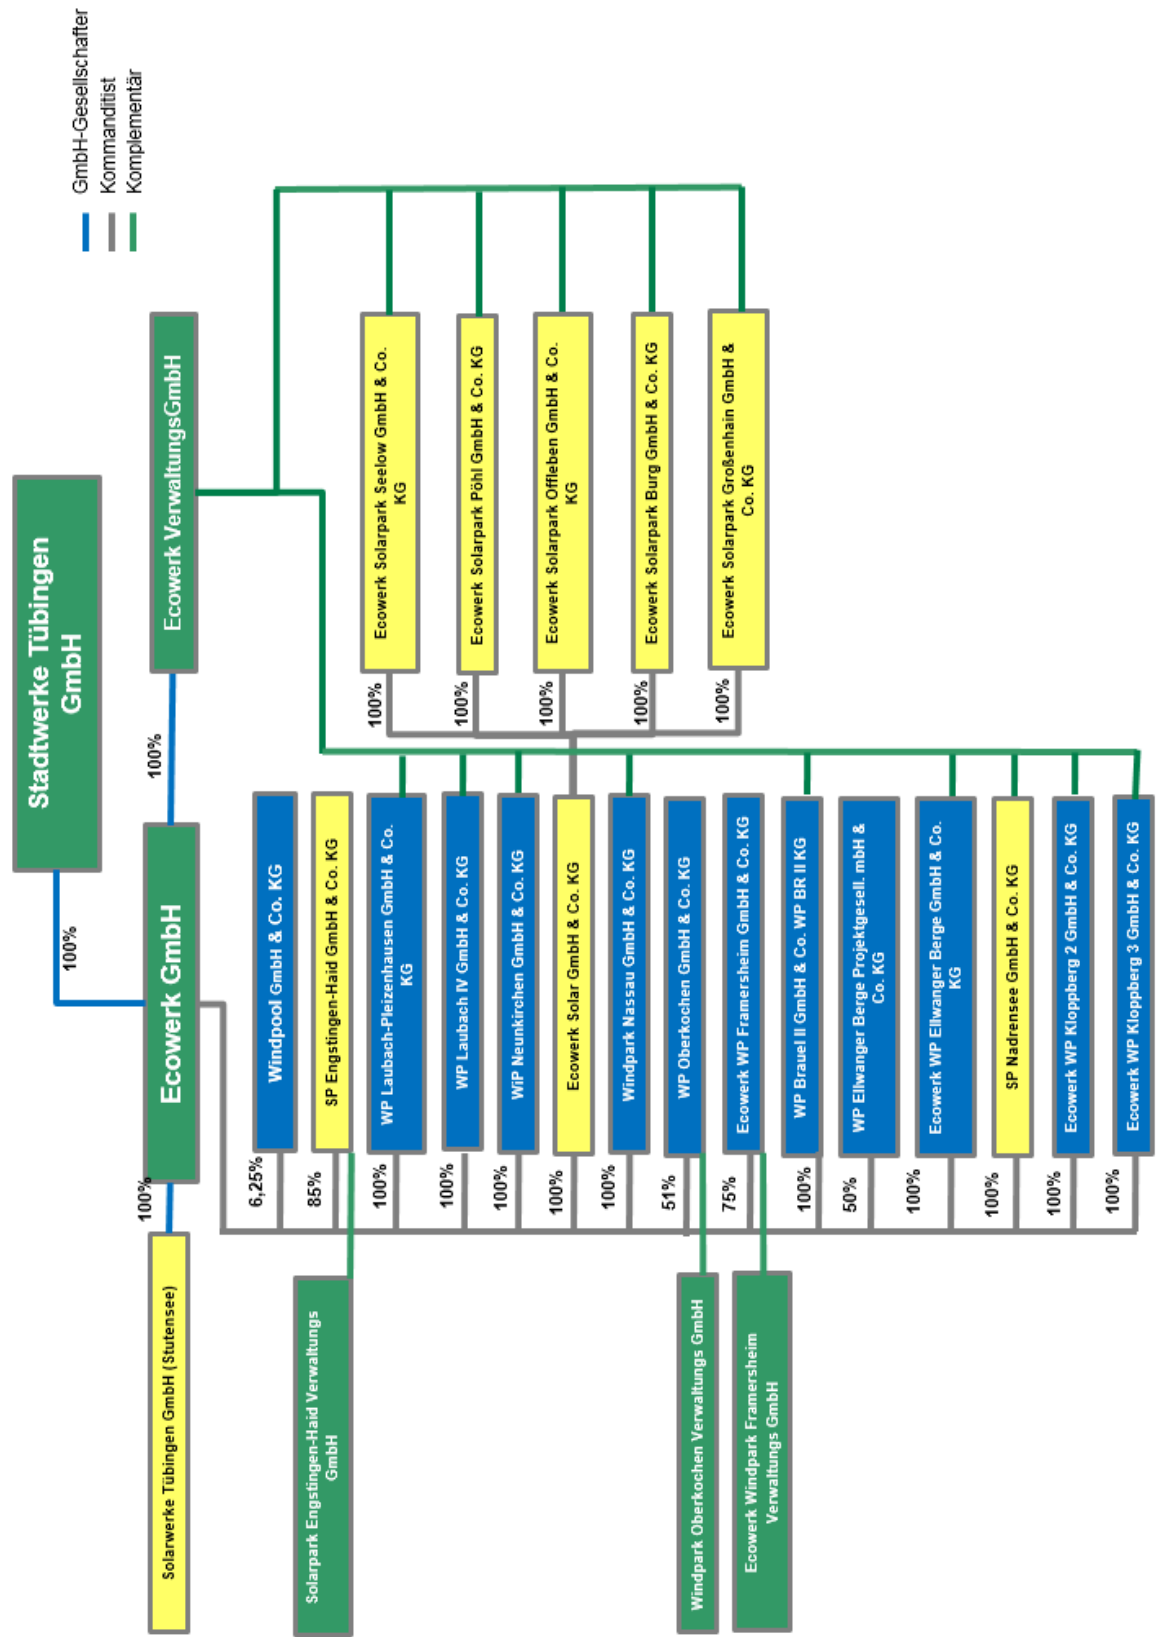 Stadtwerke Tübingen
GmbH
GmbH-Gesellschafter
Kommanditist
Komplementär
100%
100%
Ecowerk GmbH
100%
Ecowerk VerwaltungsGmbH
Solarwerke Tübingen GmbH (Stutensee)
6,25%
Windpool GmbH & Co. KG
Solarpark Engstingen-Haid Verwaltungs
GmbH
85%
SP Engstingen-Haid GmbH & Co. KG
100%
WP Laubach-Pleizenhausen GmbH & Co.
KG
100%
WP Laubach IV GmbH & Co. KG
100%
WiP Neunkirchen GmbH & Co. KG
100%
Ecowerk Solar GmbH & Co. KG
100%
Windpark Nassau GmbH & Co. KG
Windpark Oberkochen Verwaltungs GmbH
51%
WP Oberkochen GmbH & Co. KG
Ecowerk Windpark Framersheim
Verwaltungs GmbH
75%
Ecowerk WP Framersheim GmbH & Co. KG
100%
WP Brauel II GmbH & Co. WP BR II KG
50%
WP Ellwanger Berge Projektgesell. mbH &
Co. KG
100%
Ecowerk WP Ellwanger Berge GmbH & Co.
KG
100%
SP Nadrensee GmbH & Co. KG
100%
Ecowerk WP Kloppberg 2 GmbH & Co. KG
100%
Ecowerk WP Kloppberg 3 GmbH & Co. KG
100%
Ecowerk Solarpark Seelow GmbH & Co.
KG
100%
Ecowerk Solarpark Pöhl GmbH & Co. KG
100%
Ecowerk Solarpark Offleben GmbH & Co.
KG
100%
Ecowerk Solarpark Burg GmbH & Co. KG
100%
Ecowerk Solarpark Großenhain GmbH &
Co. KG